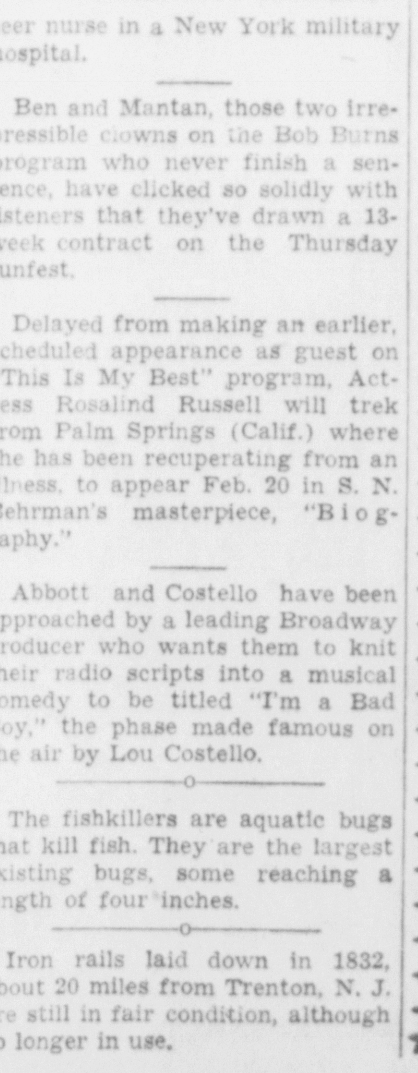 eer nurse in a New York military
ospital.
Ben and Mantan, those two irre-
pressible clowns on the Bob Burns
program who never finish a sen-
ence, have clicked so solidly with
isteners that they've drawn a 13-
week contract on the Thursday
unfest.
Delayed from making an earlier,
cheduled appearance as guest on
"This Is My Best" program, Act-
ess Rosalind Russell will trek
rom Palm Springs (Calif.) where
he has been recuperating from an
llness, to appear Feb. 20 in S. N.
Behrman's masterpiece, "Biog-
aphy."
Abbott and Costello have been
pproached by a leading Broadway
roducer who wants them to knit
heir radio scripts into a musical
omedy to be titled "I'm a Bad
oy," the phase made famous on
he air by Lou Costello.
o
The fishkillers are aquatic bugs
hat kill fish. They are the largest
xisting bugs, some reaching a
ngth of four inches.
o
Iron rails laid down in 1832,
bout 20 miles from Trenton, N. J.
re still in fair condition, although
o longer in use.